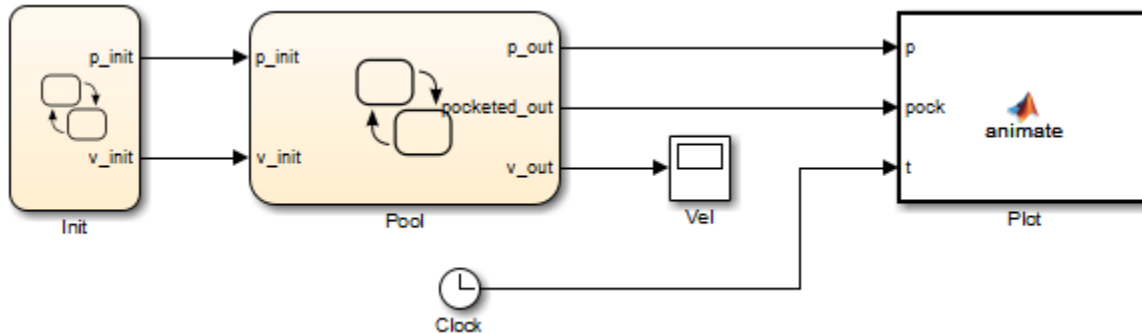 p_init
v_init
Init
p_init
v_init
p_out
pocketed_out
v_out
Pool
Vel
Clock
p
pock
t
animate
Plot